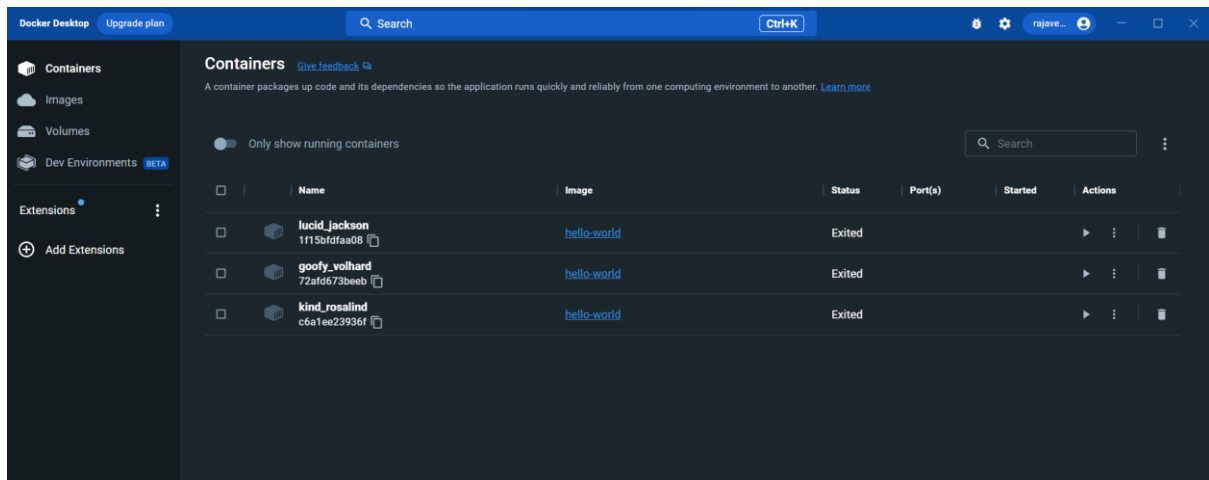 Docker Desktop Upgrade plan Search Ctrl+K rajave...
Containers
Images
Volumes
Dev Environments BETA
Extensions
Add Extensions
Containers Give feedback
A container packages up code and its dependencies so the application runs quickly and reliably from one computing environment to another. Learn more
Only show running containers Search
Name Image Status Port(s) Started Actions
lucid_jackson
1f15bfdfaa08 hello-world Exited
goofy_volhard
72afd673beeb hello-world Exited
kind_rosalind
c6a1ee23936f hello-world Exited